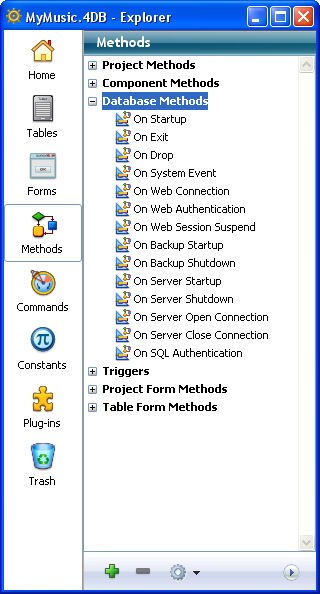 MyMusic.4DB - Explorer
Home
Tables
Forms
Methods
Commands
Constants
Plug-ins
Trash
Methods
Project Methods
Component Methods
Database Methods
On Startup
On Exit
On Drop
On System Event
On Web Connection
On Web Authentication
On Web Session Suspend
On Backup Startup
On Backup Shutdown
On Server Startup
On Server Shutdown
On Server Open Connection
On Server Close Connection
On SQL Authentication
Triggers
Project Form Methods
Table Form Methods